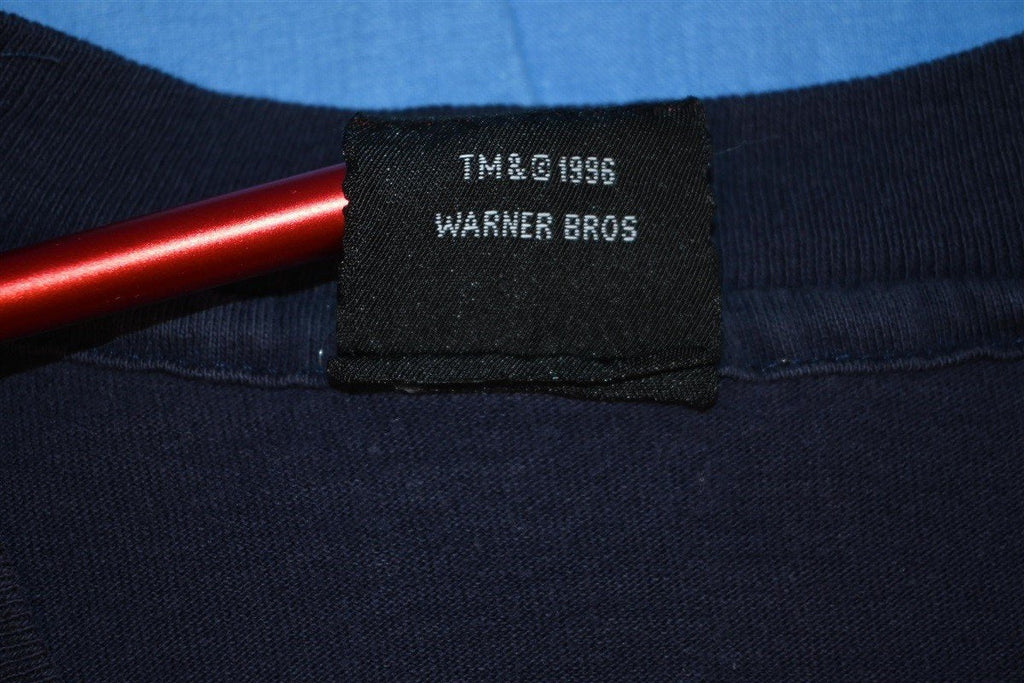 TM & © 1996
WARNER BROS